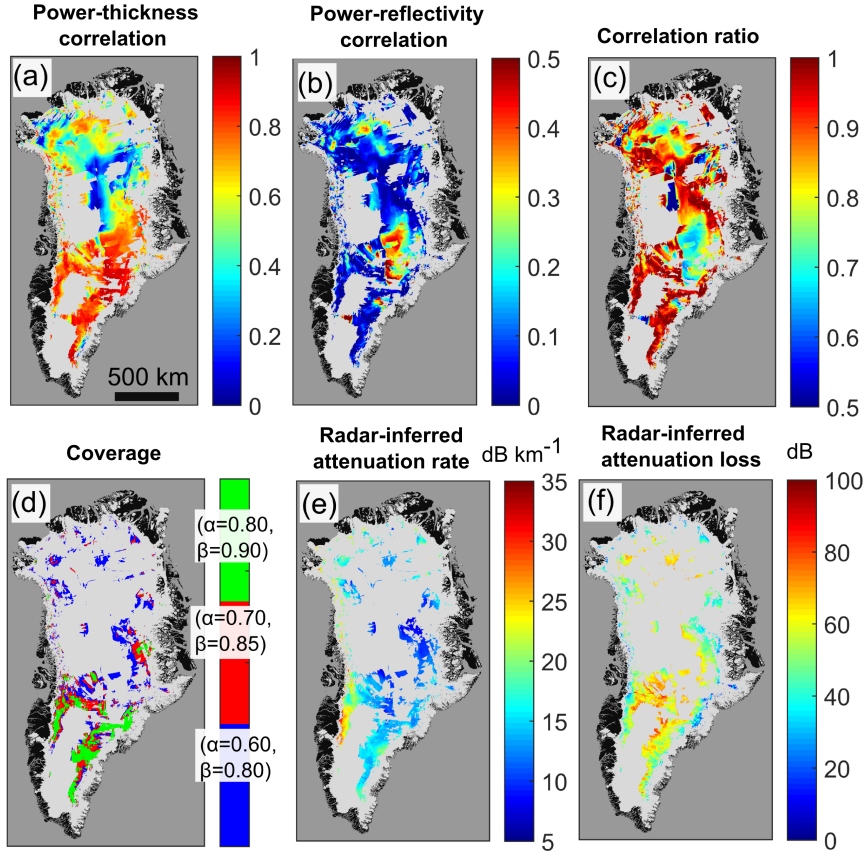 Power-thickness
correlation
Power-reflectivity
correlation
Correlation ratio
(a)
500 km
1
0.8
0.6
0.4
0.2
0
(b)
0.5
0.4
0.3
0.2
0.1
0
(c)
1
0.9
0.8
0.7
0.6
0.5
Coverage
Radar-inferred
attenuation rate
dB km-1
Radar-inferred
attenuation loss
dB
(d)
(α=0.80,
β=0.90)
(α=0.70,
β=0.85)
(α=0.60,
β=0.80)
(e)
35
30
25
20
15
10
5
(f)
100
80
60
40
20
0